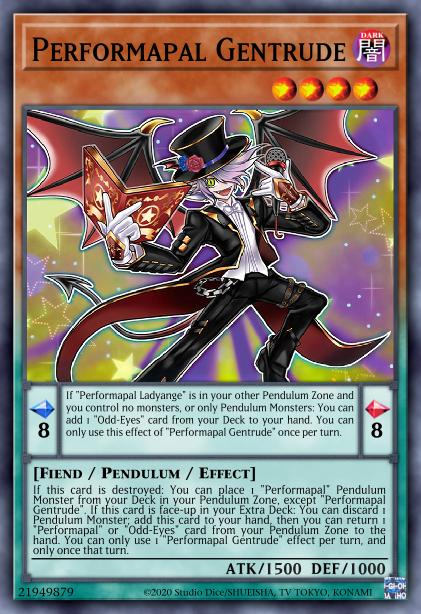 PERFORMAPAL GENTRUDE
DARK
闇
8
If "Performapal Ladyange" is in your other Pendulum Zone and
you control no monsters, or only Pendulum Monsters: You can
add 1 "Odd-Eyes" card from your Deck to your hand. You can
only use this effect of "Performapal Gentrude" once per turn.
8
[FIEND / PENDULUM / EFFECT]
If this card is destroyed: You can place 1 "Performapal" Pendulum
Monster from your Deck in your Pendulum Zone, except "Performapal
Gentrude". If this card is face-up in your Extra Deck: You can discard 1
Pendulum Monster; add this card to your hand, then you can return 1
"Performapal" or "Odd-Eyes" card from your Pendulum Zone to the
hand. You can only use 1 "Performapal Gentrude" effect per turn, and
only once that turn.
ATK/1500 DEF/1000
21949879
©2020 Studio Dice/SHUEISHA, TV TOKYO, KONAMI